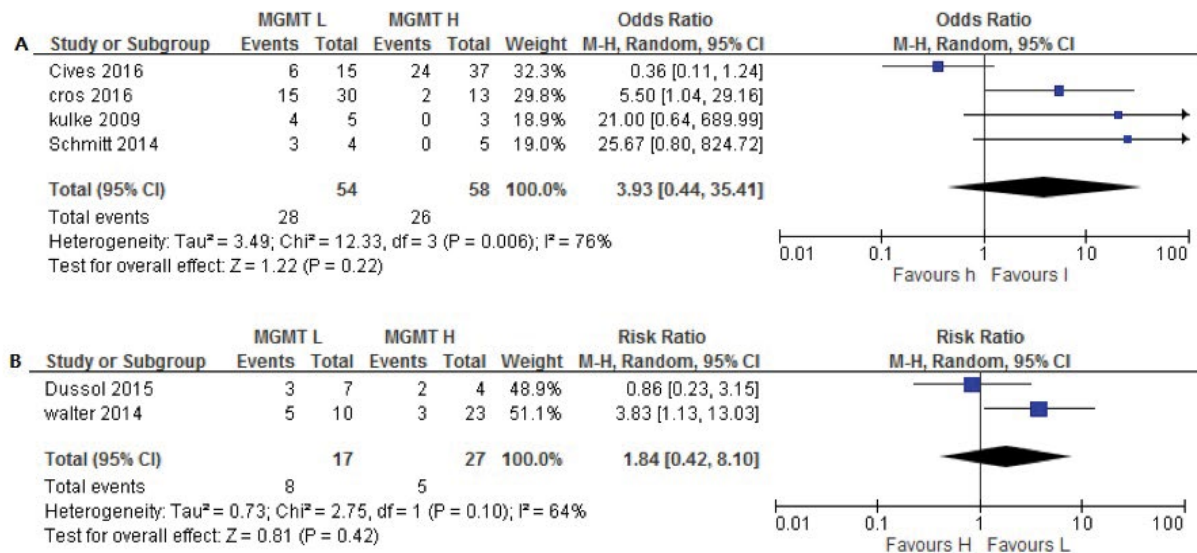 MGMT L MGMT H Odds Ratio Odds Ratio
A Study or Subgroup Events Total Events Total Weight M-H, Random, 95% CI M-H, Random, 95% CI
Cives 2016 6 15 24 37 32.3% 0.36 [0.11, 1.24]
cros 2016 15 30 2 13 29.8% 5.50 [1.04, 29.16]
kulke 2009 4 5 0 3 18.9% 21.00 [0.64, 689.99]
Schmitt 2014 3 4 0 5 19.0% 25.67 [0.80, 824.72]
Total (95% CI) 54 58 100.0% 3.93 [0.44, 35.41]
Total events 28 26
Heterogeneity: Tau² = 3.49; Chi² = 12.33, df = 3 (P = 0.006); I² = 76%
Test for overall effect: Z = 1.22 (P = 0.22)
0.01 0.1 1 10 100
Favours h Favours l
MGMT L MGMT H Risk Ratio Risk Ratio
B Study or Subgroup Events Total Events Total Weight M-H, Random, 95% CI M-H, Random, 95% CI
Dussol 2015 3 7 2 4 48.9% 0.86 [0.23, 3.15]
walter 2014 5 10 3 23 51.1% 3.83 [1.13, 13.03]
Total (95% CI) 17 27 100.0% 1.84 [0.42, 8.10]
Total events 8 5
Heterogeneity: Tau² = 0.73; Chi² = 2.75, df = 1 (P = 0.10); I² = 64%
Test for overall effect: Z = 0.81 (P = 0.42)
0.01 0.1 1 10 100
Favours H Favours L